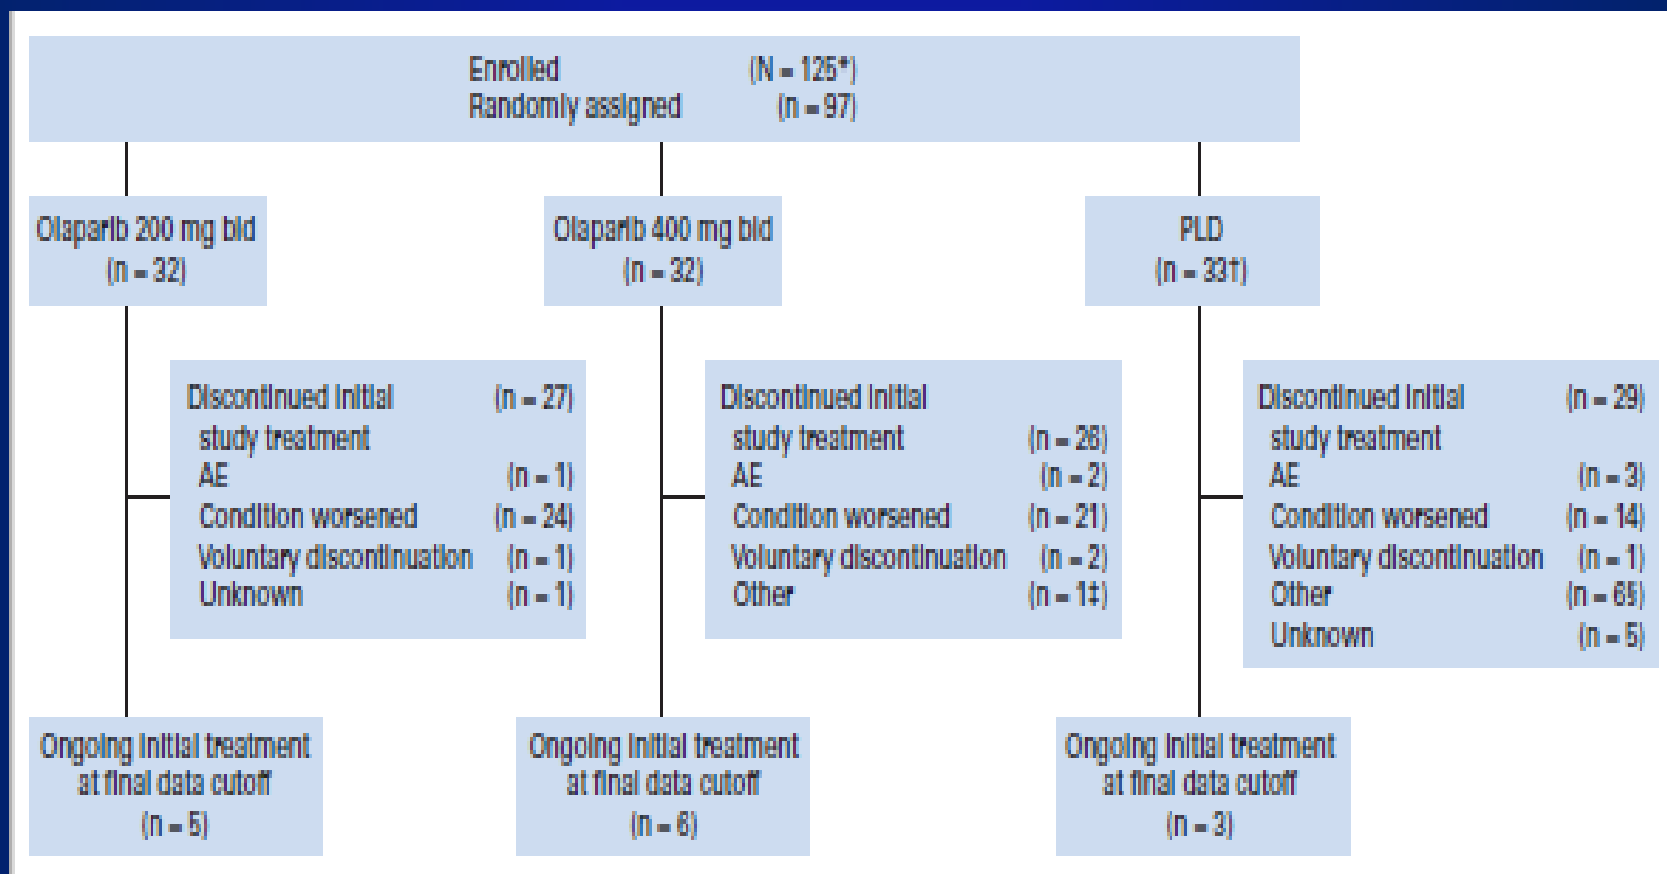 Enrolled (N = 125*)
Randomly assigned (n = 97)
Olaparib 200 mg bid
(n = 32)
Olaparib 400 mg bid
(n = 32)
PLD
(n = 33†)
Discontinued initial (n = 27)
study treatment
AE (n = 1)
Condition worsened (n = 24)
Voluntary discontinuation (n = 1)
Unknown (n = 1)
Discontinued initial
study treatment (n = 26)
AE (n = 2)
Condition worsened (n = 21)
Voluntary discontinuation (n = 2)
Other (n = 1‡)
Discontinued initial (n = 29)
study treatment
AE (n = 3)
Condition worsened (n = 14)
Voluntary discontinuation (n = 1)
Other (n = 6§)
Unknown (n = 5)
Ongoing initial treatment
at final data cutoff
(n = 5)
Ongoing initial treatment
at final data cutoff
(n = 6)
Ongoing initial treatment
at final data cutoff
(n = 3)